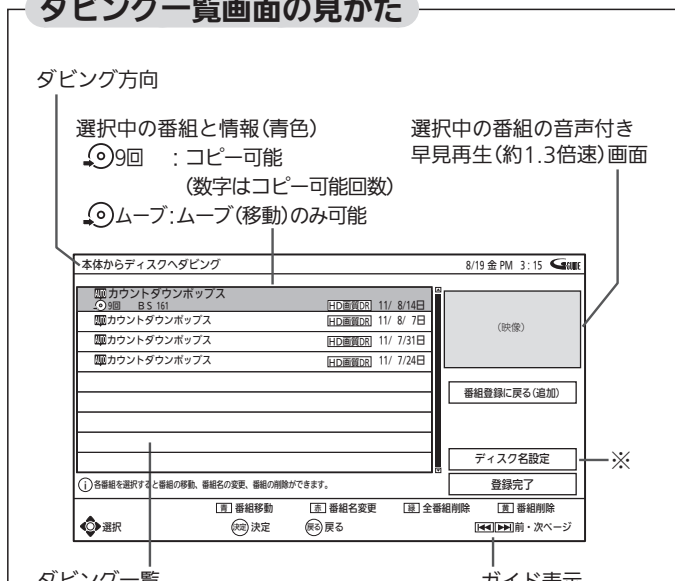 ダビング一覧画面の見かた
ダビング方向
選択中の番組と情報（青色）
9回 ：コピー可能
（数字はコピー可能回数）
ムーブ：ムーブ（移動）のみ可能
選択中の番組の音声付き
早見再生（約1.3倍速）画面
本体からディスクへダビング 8/19 金 PM 3:15 G GUIDE
カウントダウンポップス
9回 BS 161 HD画質DR 11/ 8/14日
カウントダウンポップス HD画質DR 11/ 8/ 7日
カウントダウンポップス HD画質DR 11/ 7/31日
カウントダウンポップス HD画質DR 11/ 7/24日
（映像）
番組登録に戻る（追加）
ディスク名設定
※
登録完了
i 各番組を選択すると番組の移動、番組名の変更、番組の削除ができます。
青 番組移動 赤 番組名変更 緑 全番組削除 黄 番組削除
選択 決定 決定 戻る 戻る 前・次ページ
ダビング一覧
ガイド表示